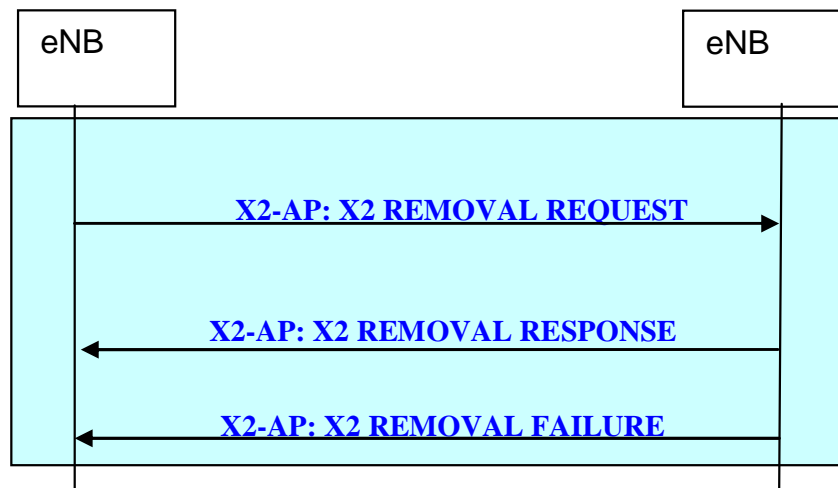 eNB
eNB
X2-AP: X2 REMOVAL REQUEST
X2-AP: X2 REMOVAL RESPONSE
X2-AP: X2 REMOVAL FAILURE